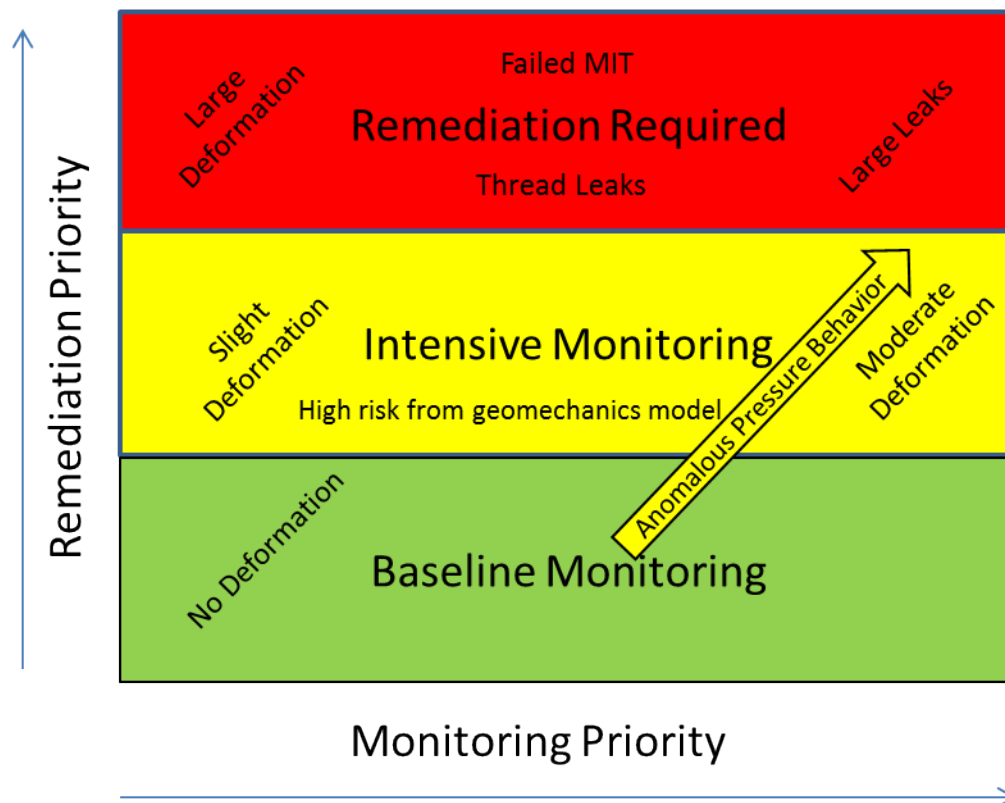 Remediation Priority
Failed MIT
Large
Deformation
Remediation Required
Large Leaks
Thread Leaks
Slight
Deformation
Intensive Monitoring
Moderate
Deformation
High risk from geomechanics model
Anomalous Pressure Behavior
No Deformation
Baseline Monitoring
Monitoring Priority